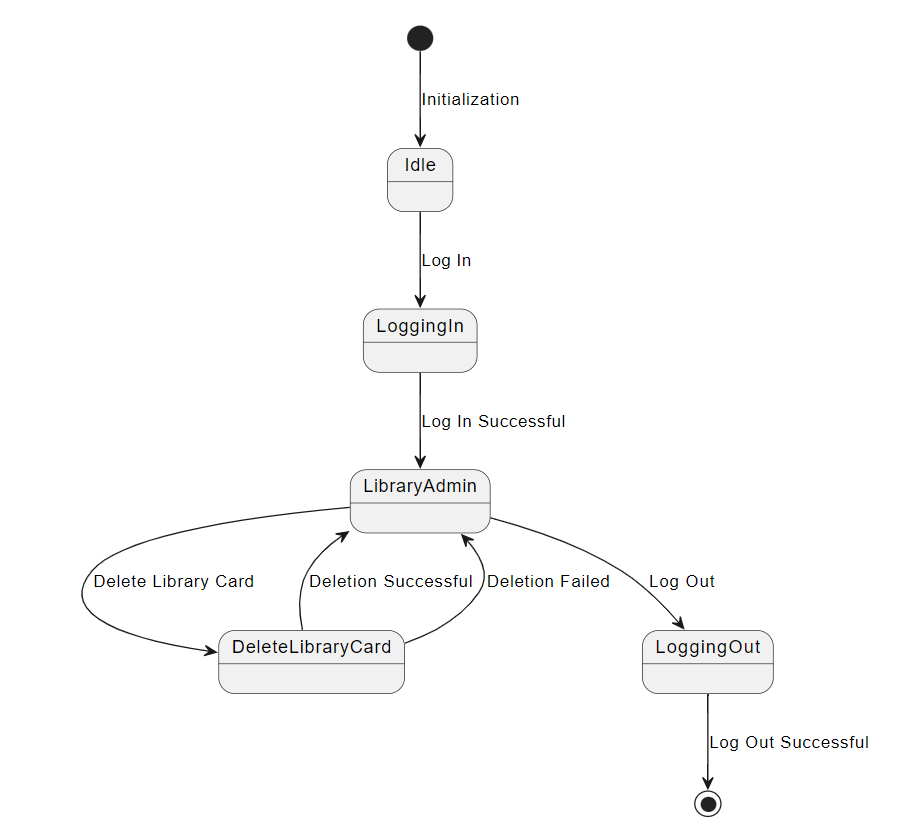 Initialization
Idle
Log In
LoggingIn
Log In Successful
LibraryAdmin
Delete Library Card
Deletion Successful
Deletion Failed
Log Out
DeleteLibraryCard
LoggingOut
Log Out Successful